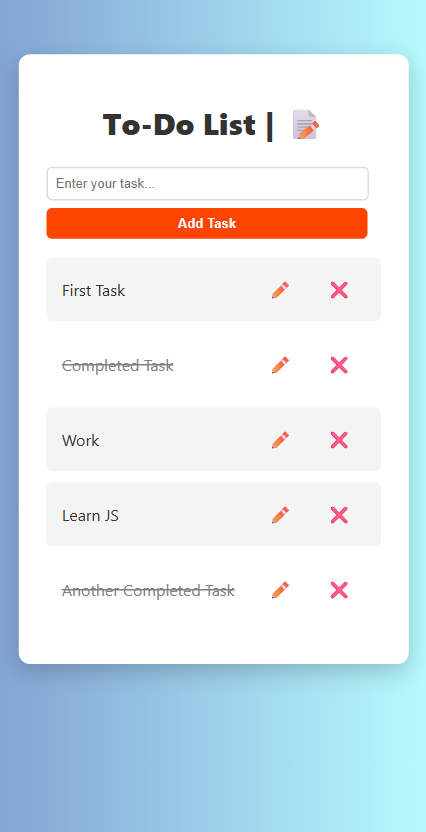 To-Do List |
Enter your task...
Add Task
First Task
Completed Task
Work
Learn JS
Another Completed Task